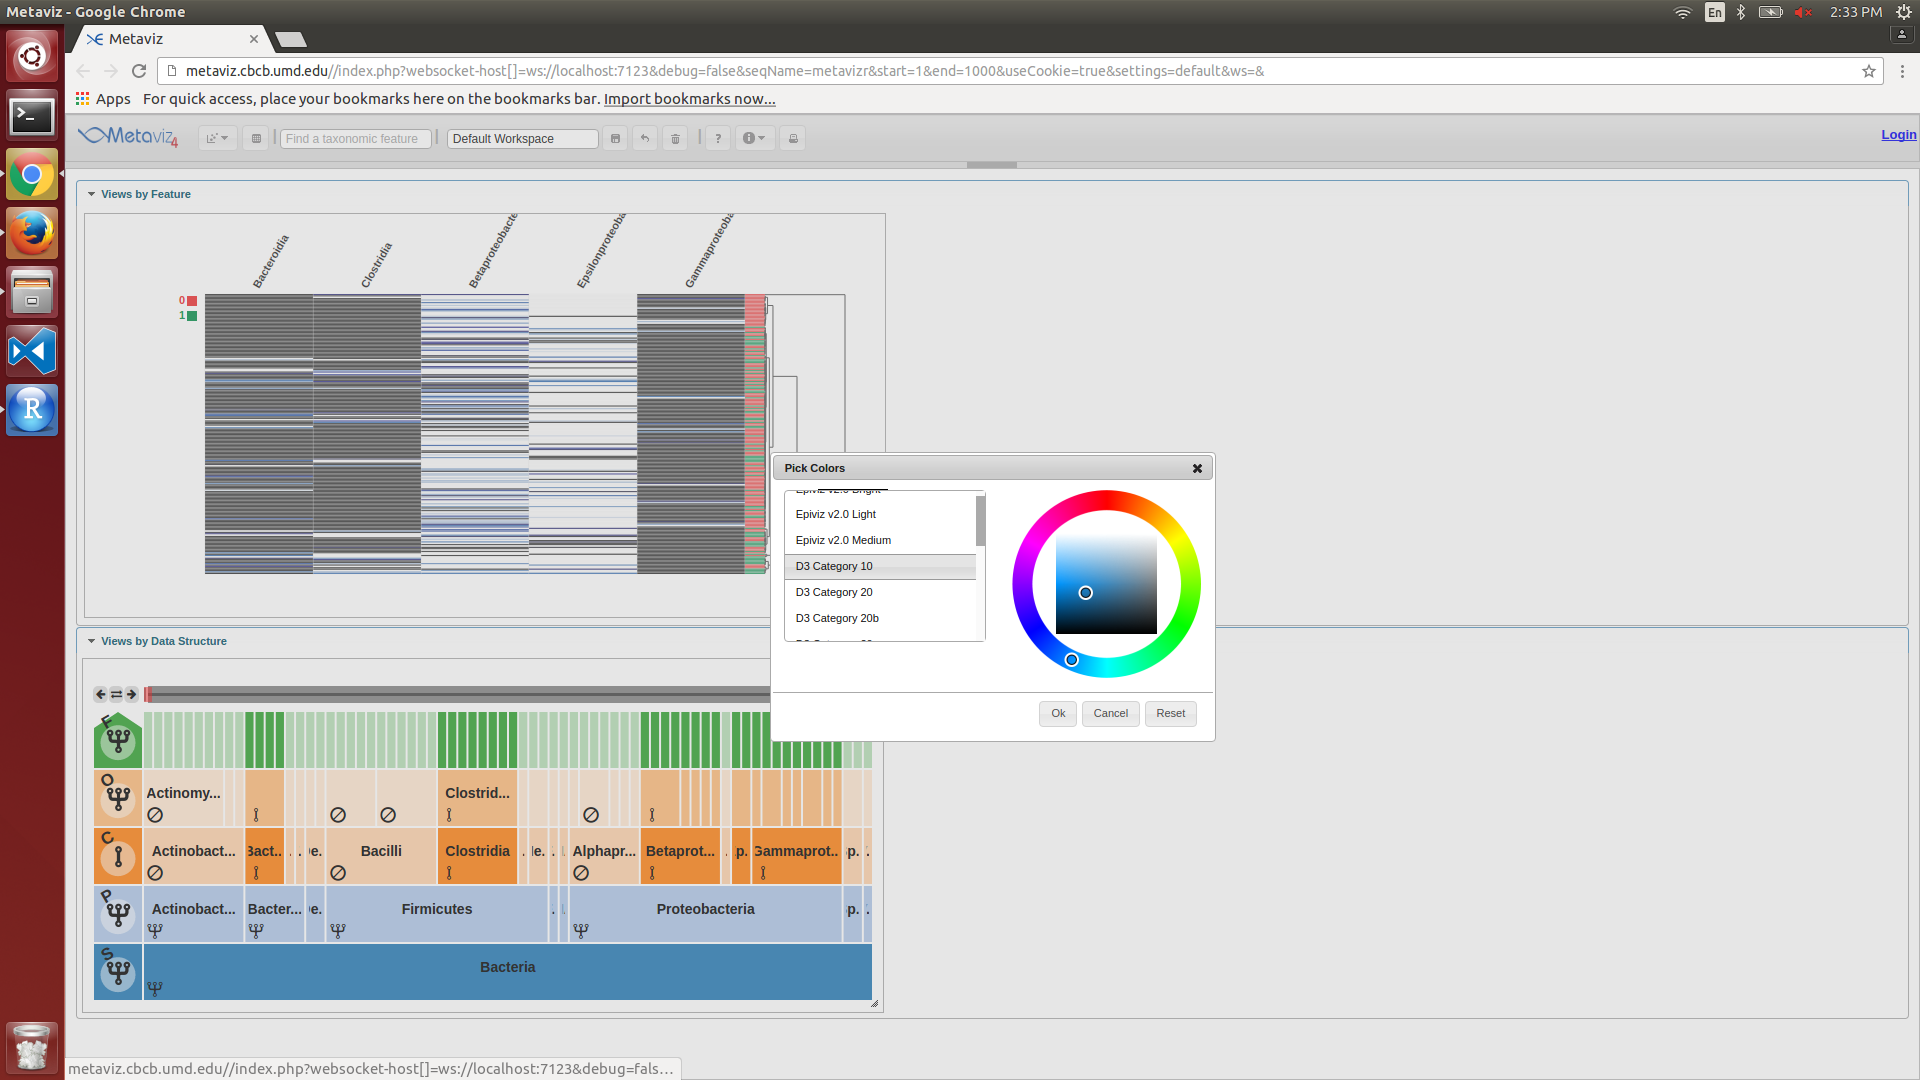 Metaviz - Google Chrome
En
2:33 PM
Metaviz
metaviz.cbcb.umd.edu//index.php?websocket-host[]=ws://localhost:7123&debug=false&seqName=metavizr&start=1&end=1000&useCookie=true&settings=default&ws=&
Apps For quick access, place your bookmarks here on the bookmarks bar. Import bookmarks now...
Metaviz 4
Find a taxonomic feature
Default Workspace
?
Login
Views by Feature
Bacteroidia
Clostridia
Betaproteobacte
Epsilonproteoba
Gammaproteoba
0
1
Pick Colors
Epiviz v2.0 Bright
Epiviz v2.0 Light
Epiviz v2.0 Medium
D3 Category 10
D3 Category 20
D3 Category 20b
Ok
Cancel
Reset
Views by Data Structure
F
O
Actinomy...
Clostrid...
C
Actinobact...
Bact..
Bacilli
Clostridia
Alphapr...
Betaprot...
Gammaprot..
P
Actinobact...
Bacter...
Firmicutes
Proteobacteria
S
Bacteria
R
metaviz.cbcb.umd.edu//index.php?websocket-host[]=ws://localhost:7123&debug=fals...